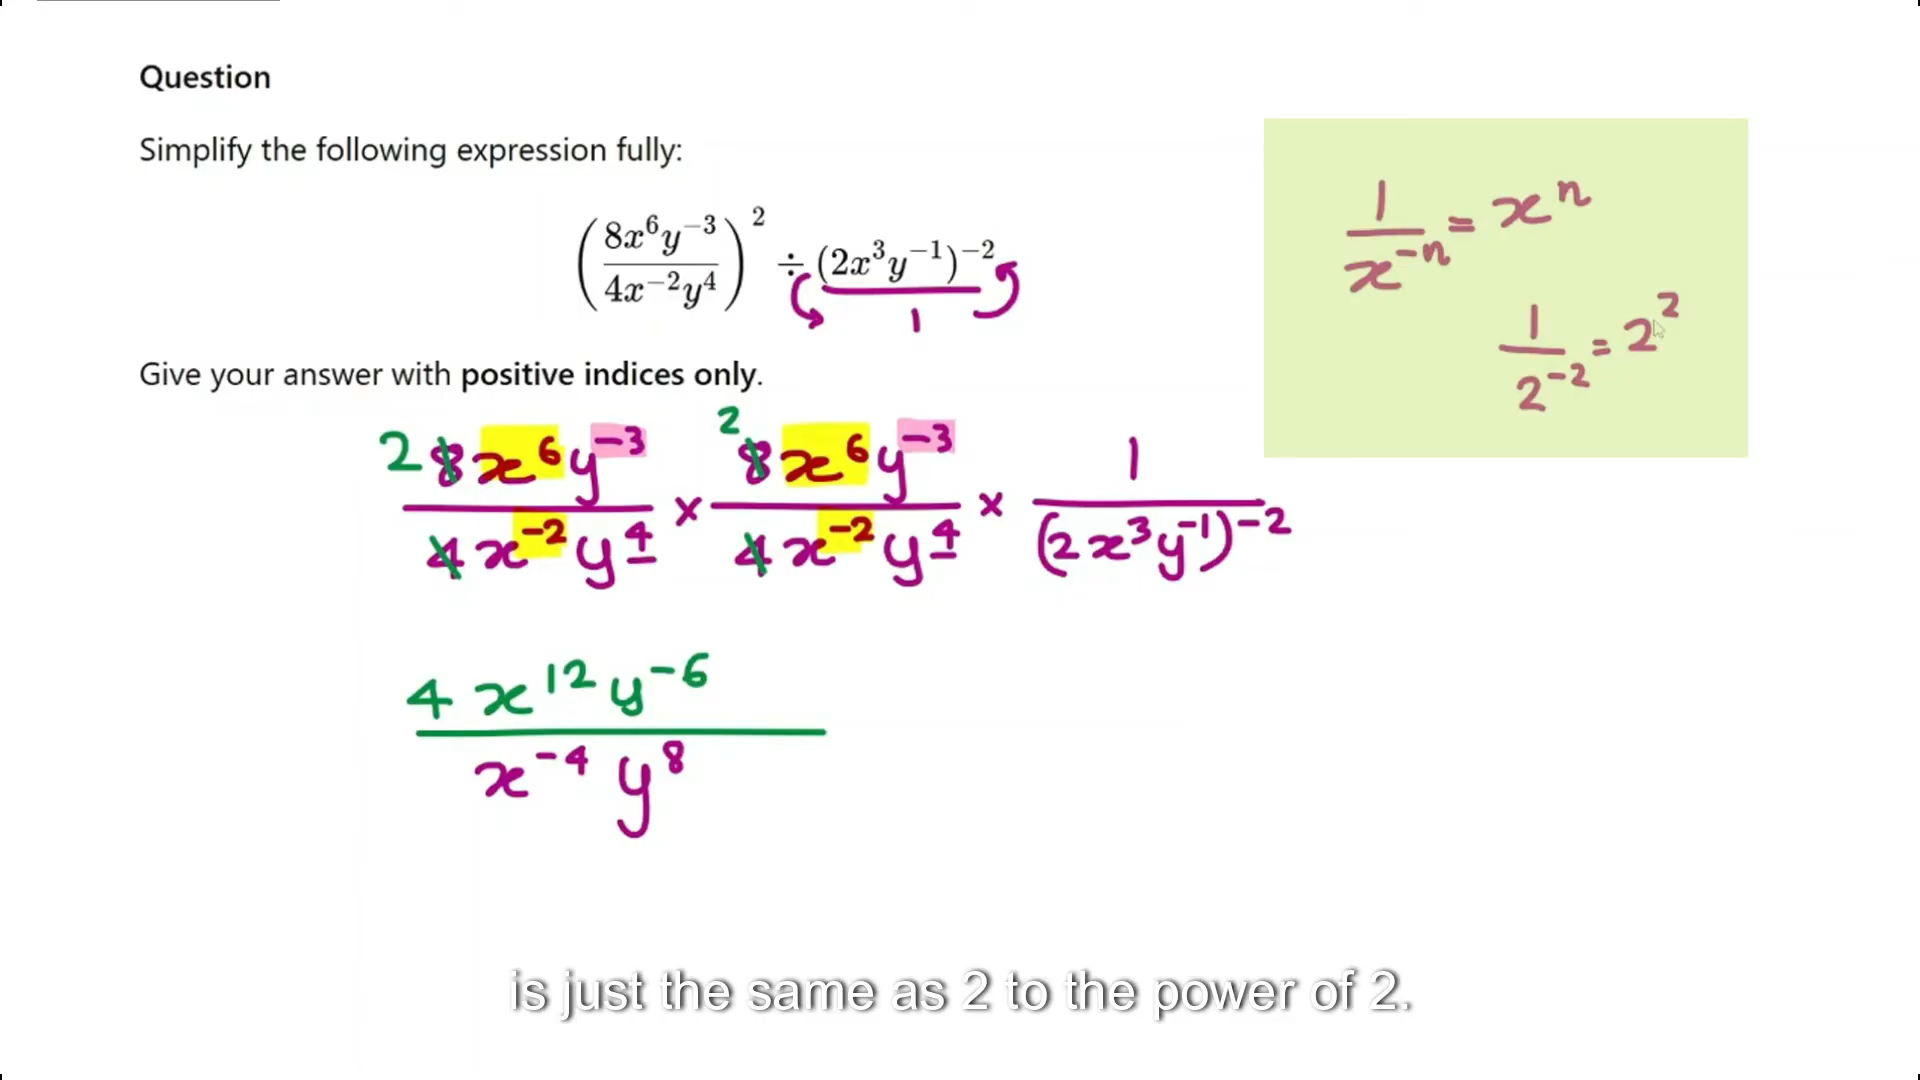 Question
Simplify the following expression fully:
(8x⁶y⁻³ / 4x⁻²y⁴)² ÷ (2x³y⁻¹)⁻²
1
Give your answer with positive indices only.
1/x⁻ⁿ = xⁿ
1/2⁻² = 2²
2 8x⁶y⁻³ / 4x⁻²y⁴ × 2 8x⁶y⁻³ / 4x⁻²y⁴ × 1 / (2x³y⁻¹)⁻²
4x¹²y⁻⁶ / x⁻⁴y⁸
is just the same as 2 to the power of 2.